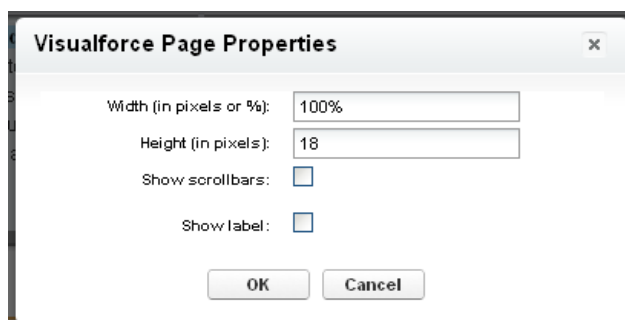 Visualforce Page Properties
Width (in pixels or %): 100%
Height (in pixels): 18
Show scrollbars:
Show label:
OK Cancel